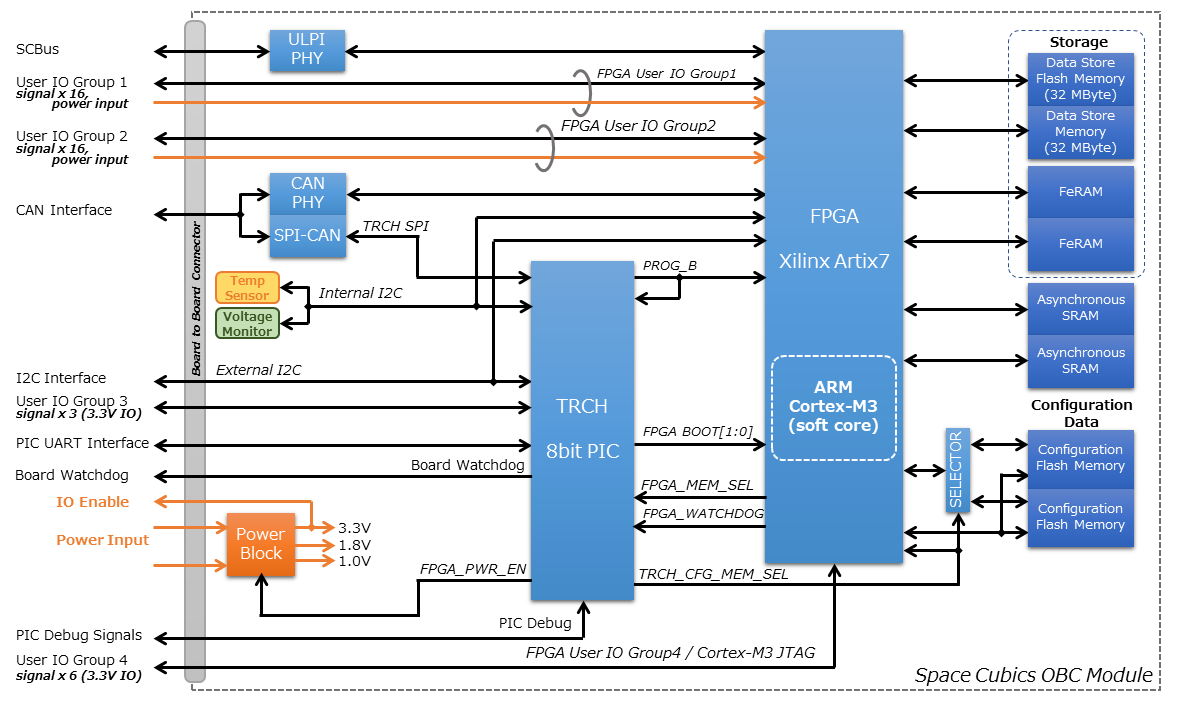 SCBus
User IO Group 1
signal x 16,
power input
User IO Group 2
signal x 16,
power input
CAN Interface
I2C Interface
User IO Group 3
signal x 3 (3.3V IO)
PIC UART Interface
Board Watchdog
IO Enable
Power Input
PIC Debug Signals
User IO Group 4
signal x 6 (3.3V IO)
Board to Board Connector
ULPI
PHY
FPGA User IO Group1
FPGA User IO Group2
CAN
PHY
SPI-CAN
TRCH SPI
Temp
Sensor
Voltage
Monitor
Internal I2C
External I2C
Board Watchdog
Power
Block
3.3V
1.8V
1.0V
FPGA_PWR_EN
PIC Debug
TRCH
8bit PIC
PROG_B
FPGA BOOT[1:0]
FPGA_MEM_SEL
FPGA_WATCHDOG
TRCH_CFG_MEM_SEL
FPGA User IO Group4 / Cortex-M3 JTAG
FPGA
Xilinx Artix7
ARM
Cortex-M3
(soft core)
SELECTOR
Storage
Data Store
Flash Memory
(32 MByte)
Data Store
Memory
(32 MByte)
FeRAM
FeRAM
Asynchronous
SRAM
Asynchronous
SRAM
Configuration
Data
Configuration
Flash Memory
Configuration
Flash Memory
Space Cubics OBC Module